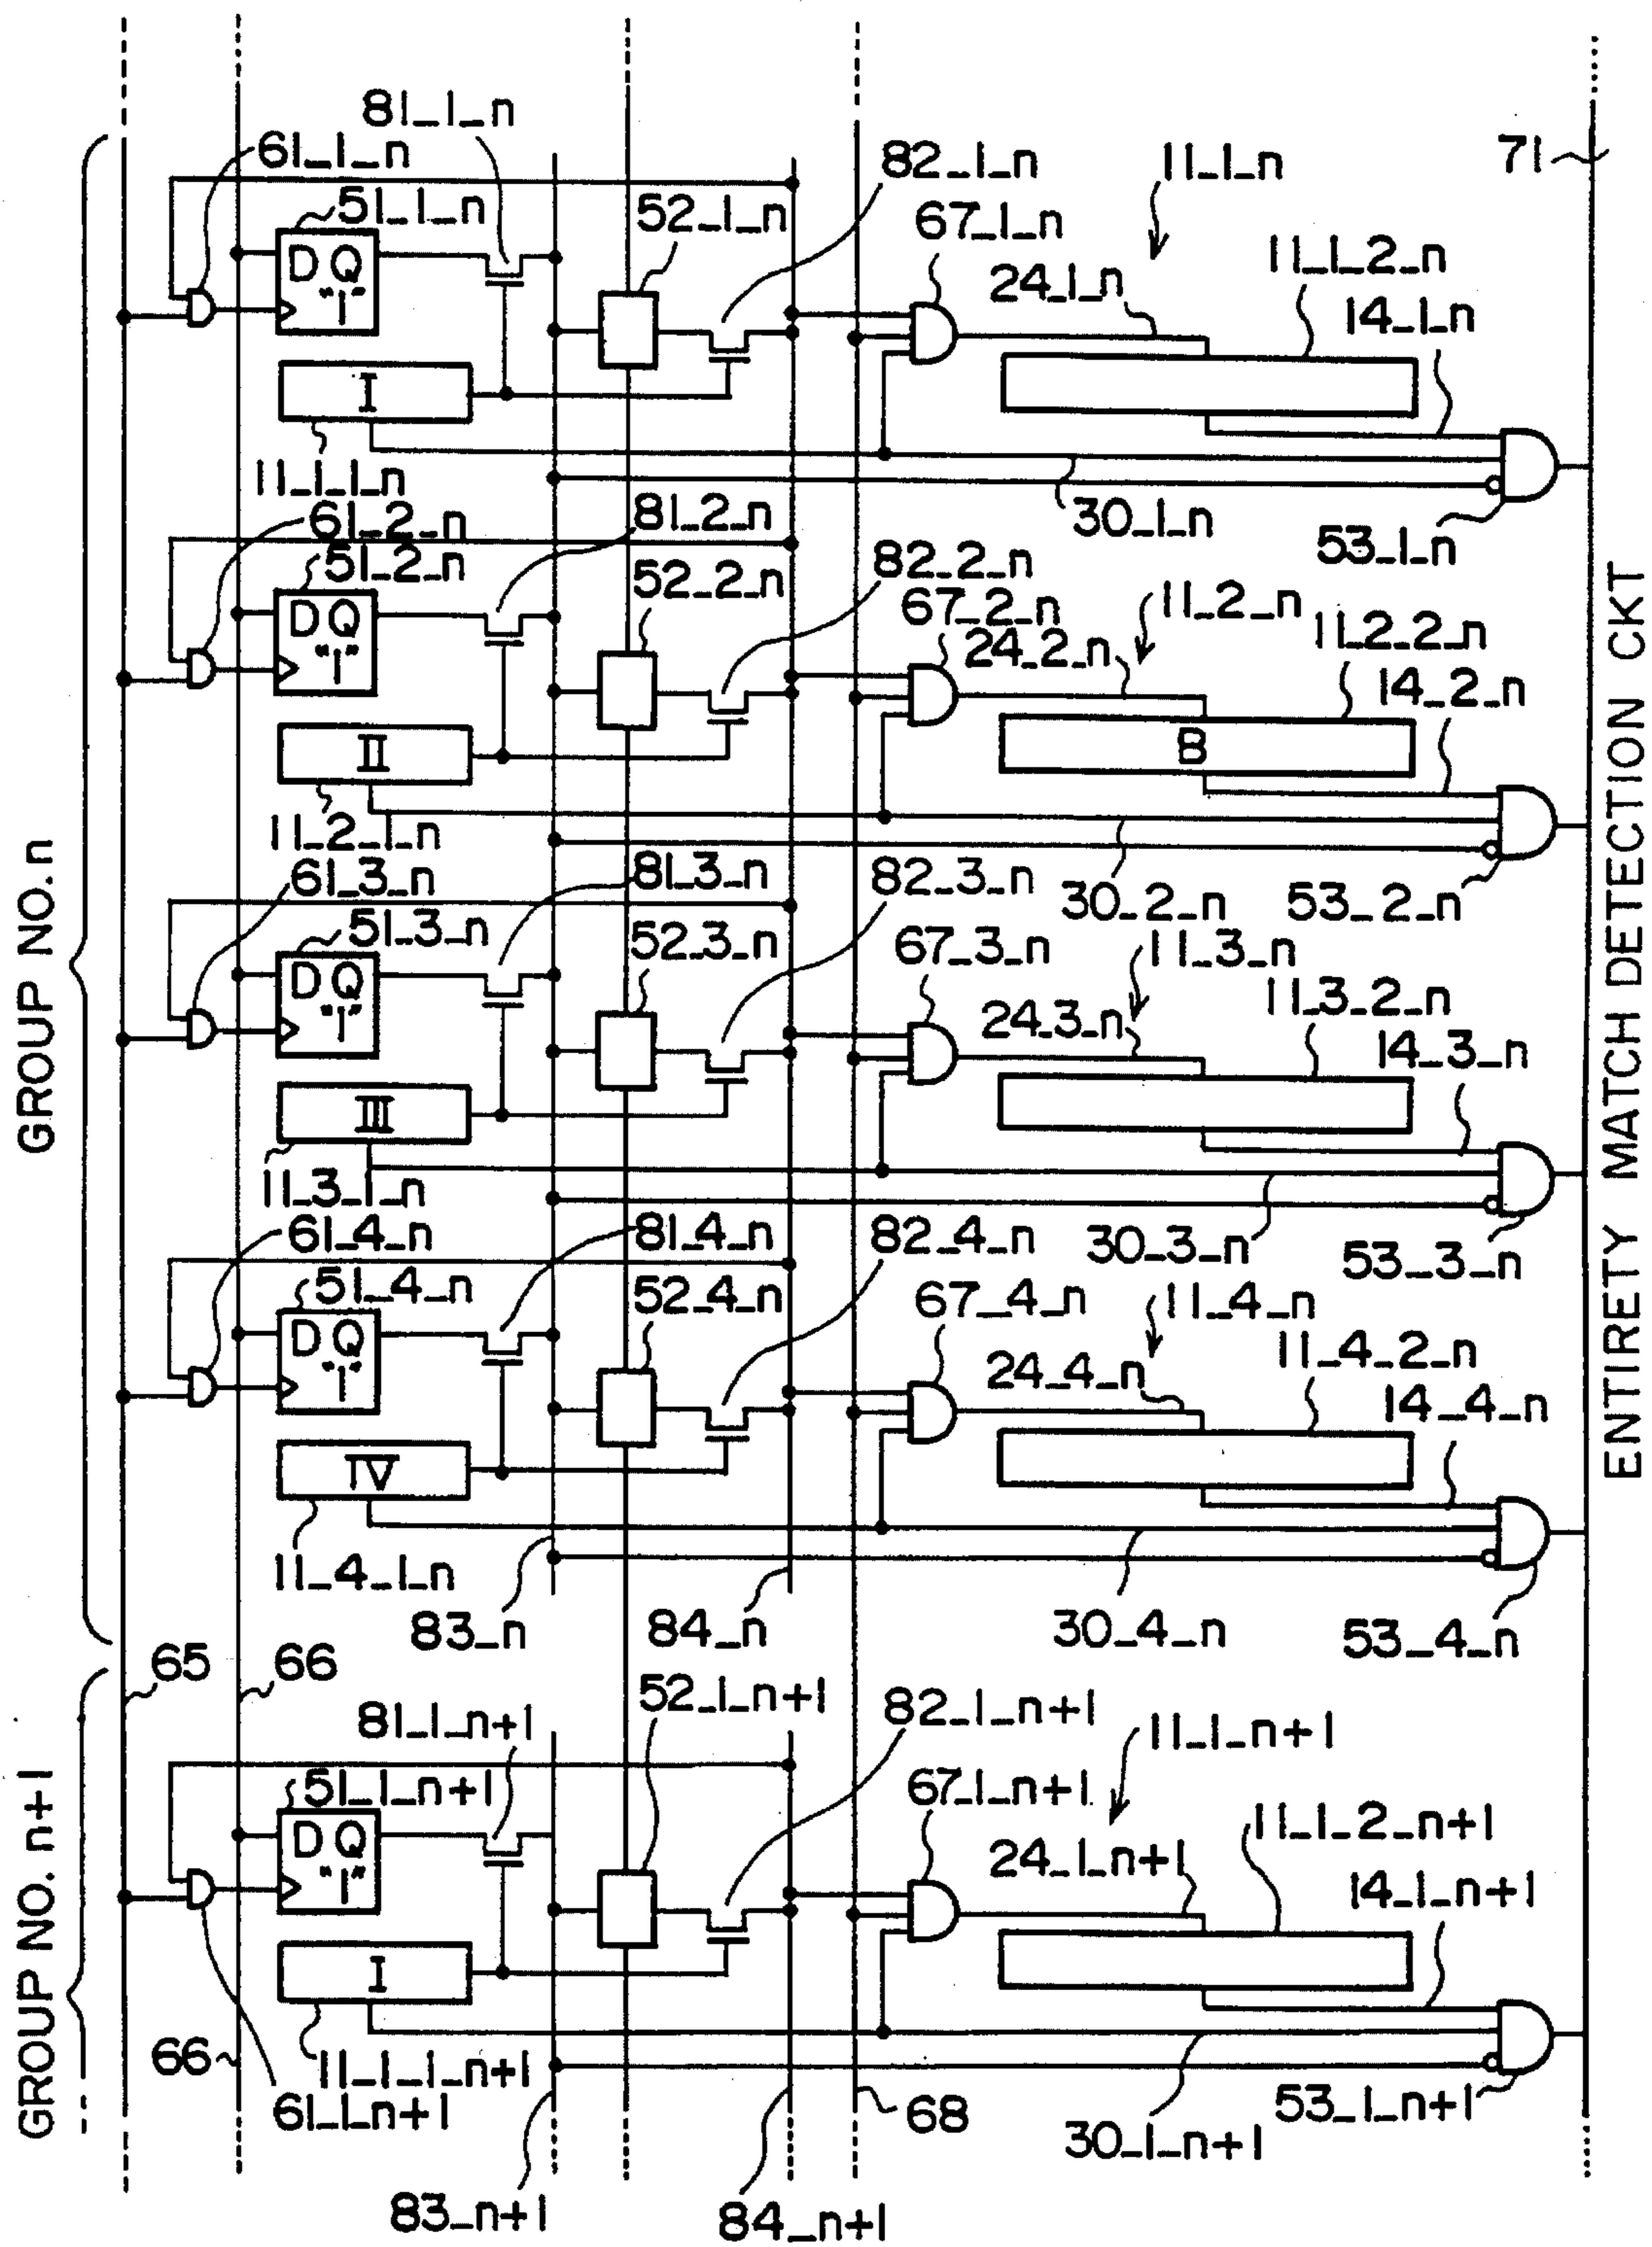 81_1_n
61_1_n
82_1_n
11_1_n
71
51_1_n
52_1_n
67_1_n
24_1_n
11_1_2_n
14_1_n
D Q
"1"
I
11_1_1_n
30_1_n
53_1_n
61_2_n
81_2_n
51_2_n
52_2_n
82_2_n
67_2_n
24_2_n
11_2_n
11_2_2_n
14_2_n
D Q
"1"
II
B
11_2_1_n
30_2_n
53_2_n
GROUP NO.n
61_3_n
81_3_n
82_3_n
51_3_n
52_3_n
67_3_n
11_3_n
24_3_n
11_3_2_n
14_3_n
D Q
"1"
III
11_3_1_n
30_3_n
53_3_n
61_4_n
81_4_n
82_4_n
51_4_n
52_4_n
67_4_n
11_4_n
24_4_n
11_4_2_n
14_4_n
D Q
"1"
IV
11_4_1_n
83_n
84_n
30_4_n
53_4_n
ENTIRETY MATCH DETECTION CKT
65
66
GROUP NO. n+1
81_1_n+1
52_1_n+1
82_1_n+1
11_1_n+1
51_1_n+1
67_1_n+1
24_1_n+1
11_1_2_n+1
14_1_n+1
D Q
"1"
I
66
11_1_1_n+1
61_1_n+1
68
53_1_n+1
30_1_n+1
83_n+1
84_n+1